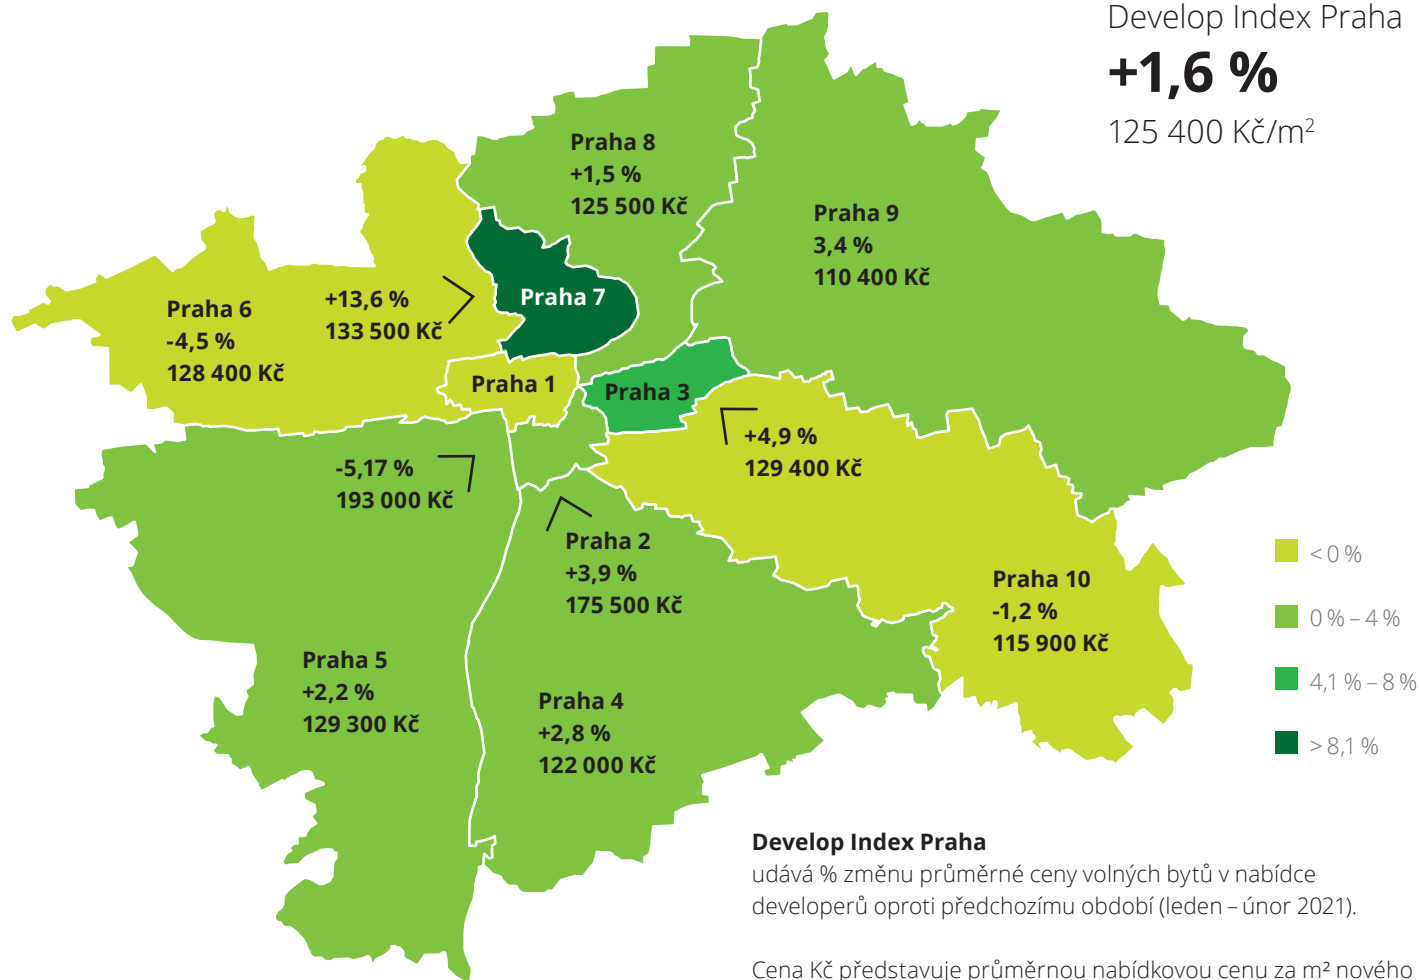 Develop Index Praha
+1,6 %
125 400 Kč/m²
Praha 8
+1,5 %
125 500 Kč
Praha 9
3,4 %
110 400 Kč
Praha 6
-4,5 %
128 400 Kč
+13,6 %
133 500 Kč
Praha 7
Praha 1
Praha 3
+4,9 %
129 400 Kč
-5,17 %
193 000 Kč
Praha 2
+3,9 %
175 500 Kč
Praha 10
-1,2 %
115 900 Kč
Praha 5
+2,2 %
129 300 Kč
Praha 4
+2,8 %
122 000 Kč
< 0 %
0 % – 4 %
4,1 % – 8 %
> 8,1 %
Develop Index Praha
udává % změnu průměrné ceny volných bytů v nabídce
developerů oproti předchozímu období (leden – únor 2021).
Cena Kč představuje průměrnou nabídkovou cenu za m² nového